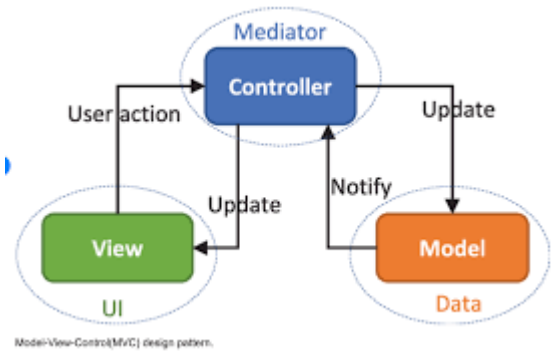 Mediator
Controller
User action
Update
Update
Notify
View
Model
UI
Data
Model-View-Control(MVC) design pattern.